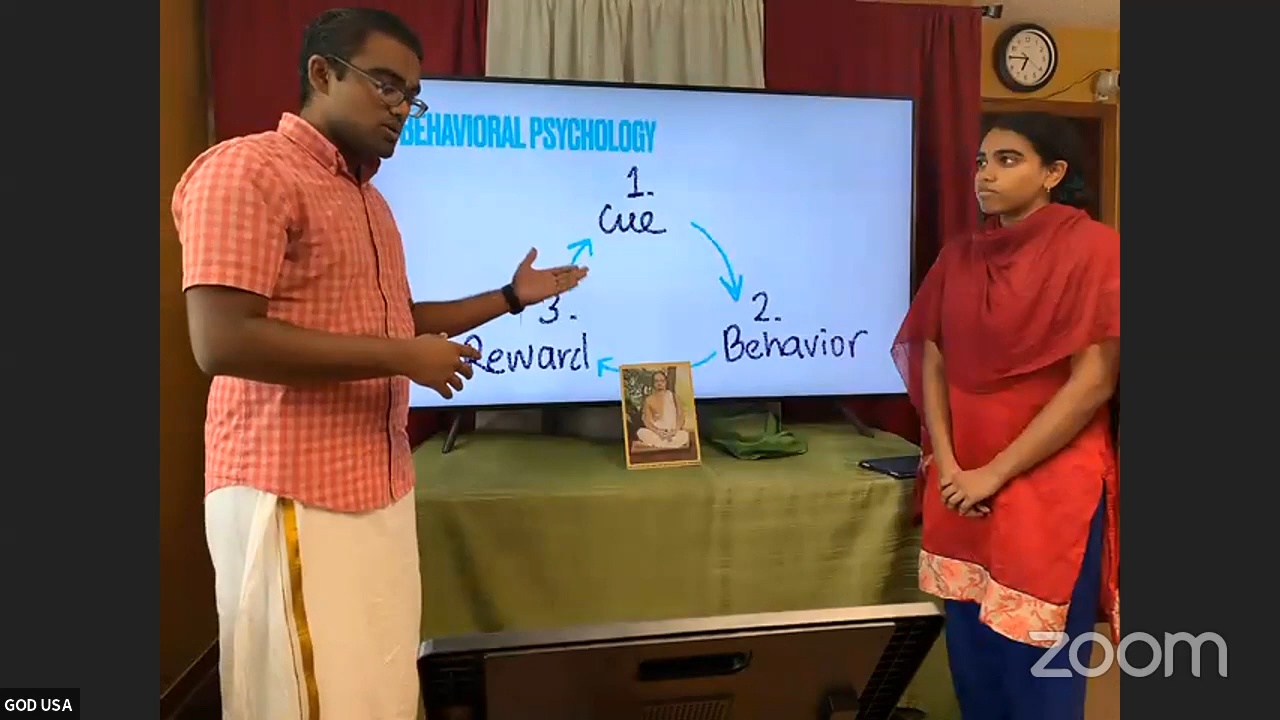 BEHAVIORAL PSYCHOLOGY
1.
Cue
3.
2.
Reward
Behavior
zoom
GOD USA